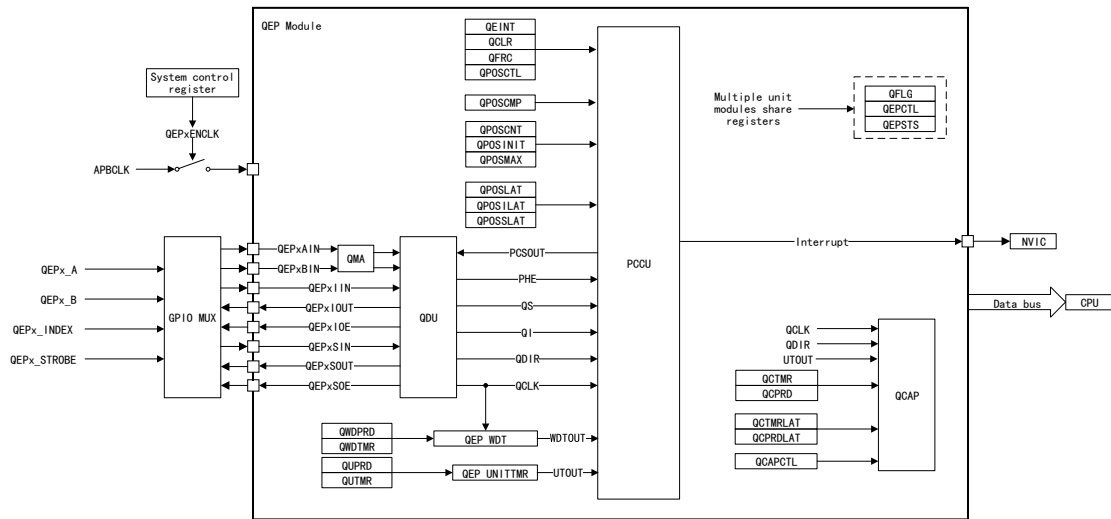 QEP Module
System control
register
QEPxENCLK
APBCLK
QEINT
QCLR
QFRC
QPOSCTL
QPOSCMP
QPOSCNT
QPOSINIT
QPOSMAX
QPOSLAT
QPOSILAT
QPOSSLAT
Multiple unit
modules share
registers
QFLG
QEPCTL
QEPSTS
QEPx_A
QEPx_B
QEPx_INDEX
QEPx_STROBE
GPIO MUX
QEPxAIN
QEPxBIN
QEPxIIN
QEPxIOUT
QEPxIOE
QEPxSIN
QEPxSOUT
QEPxSOE
QMA
QDU
PCSOUT
PHE
QS
QI
QDIR
QCLK
PCCU
Interrupt
NVIC
Data bus
CPU
QWDPRD
QWDTMR
QEP WDT
WDTOUT
QUPRD
QUTMR
QEP UNITTMR
UTOUT
QCLK
QDIR
UTOUT
QCTMR
QCPRD
QCTMRLAT
QCPRDLAT
QCAPCTL
QCAP